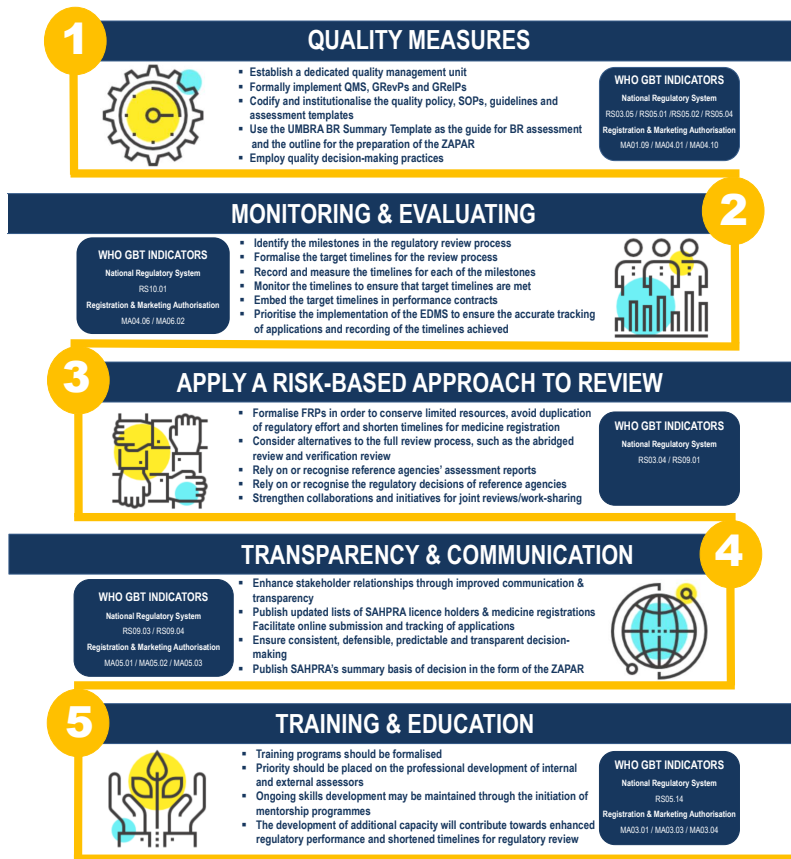 1
QUALITY MEASURES
▪ Establish a dedicated quality management unit
▪ Formally implement QMS, GRevPs and GRelPs
▪ Codify and institutionalise the quality policy, SOPs, guidelines and
assessment templates
▪ Use the UMBRA BR Summary Template as the guide for BR assessment
and the outline for the preparation of the ZAPAR
▪ Employ quality decision-making practices
WHO GBT INDICATORS
National Regulatory System
RS03.05 / RS05.01 /RS05.02 / RS05.04
Registration & Marketing Authorisation
MA01.09 / MA04.01 / MA04.10
2
MONITORING & EVALUATING
WHO GBT INDICATORS
National Regulatory System
RS10.01
Registration & Marketing Authorisation
MA04.06 / MA06.02
▪ Identify the milestones in the regulatory review process
▪ Formalise the target timelines for the review process
▪ Record and measure the timelines for each of the milestones
▪ Monitor the timelines to ensure that target timelines are met
▪ Embed the target timelines in performance contracts
▪ Prioritise the implementation of the EDMS to ensure the accurate tracking
of applications and recording of the timelines achieved
3
APPLY A RISK-BASED APPROACH TO REVIEW
▪ Formalise FRPs in order to conserve limited resources, avoid duplication
of regulatory effort and shorten timelines for medicine registration
▪ Consider alternatives to the full review process, such as the abridged
review and verification review
▪ Rely on or recognise reference agencies' assessment reports
▪ Rely on or recognise the regulatory decisions of reference agencies
▪ Strengthen collaborations and initiatives for joint reviews/work-sharing
WHO GBT INDICATORS
National Regulatory System
RS03.04 / RS09.01
4
TRANSPARENCY & COMMUNICATION
WHO GBT INDICATORS
National Regulatory System
RS09.03 / RS09.04
Registration & Marketing Authorisation
MA05.01 / MA05.02 / MA05.03
▪ Enhance stakeholder relationships through improved communication &
transparency
▪ Publish updated lists of SAHPRA licence holders & medicine registrations
Facilitate online submission and tracking of applications
▪ Ensure consistent, defensible, predictable and transparent decision-
making
▪ Publish SAHPRA's summary basis of decision in the form of the ZAPAR
5
TRAINING & EDUCATION
▪ Training programs should be formalised
▪ Priority should be placed on the professional development of internal
and external assessors
▪ Ongoing skills development may be maintained through the initiation of
mentorship programmes
▪ The development of additional capacity will contribute towards enhanced
regulatory performance and shortened timelines for regulatory review
WHO GBT INDICATORS
National Regulatory System
RS05.14
Registration & Marketing Authorisation
MA03.01 / MA03.03 / MA03.04